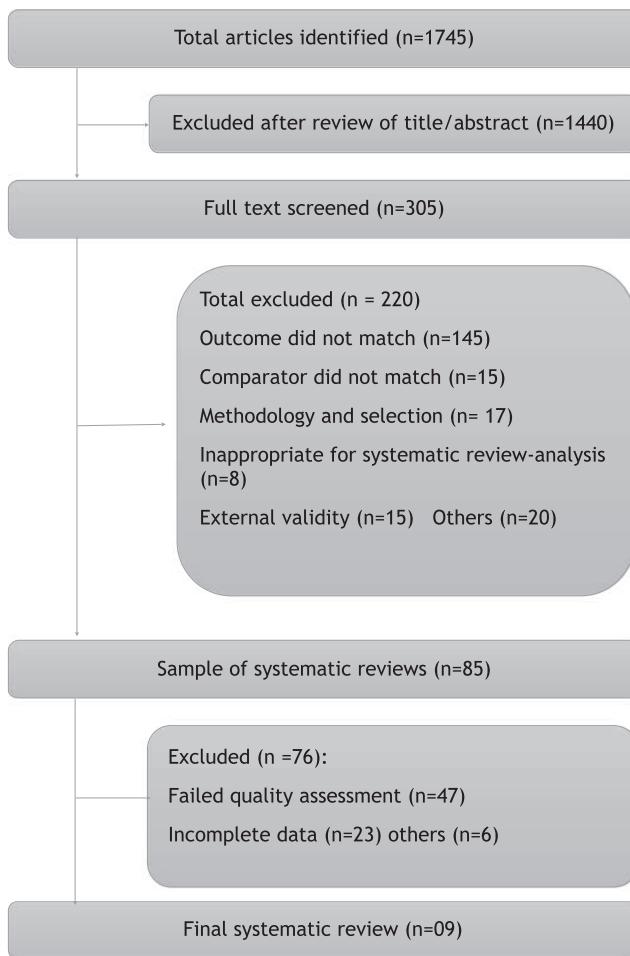 Total articles identified (n=1745)
Excluded after review of title/abstract (n=1440)
Full text screened (n=305)
Total excluded (n = 220)
Outcome did not match (n=145)
Comparator did not match (n=15)
Methodology and selection (n= 17)
Inappropriate for systematic review-analysis
(n=8)
External validity (n=15) Others (n=20)
Sample of systematic reviews (n=85)
Excluded (n =76):
Failed quality assessment (n=47)
Incomplete data (n=23) others (n=6)
Final systematic review (n=09)